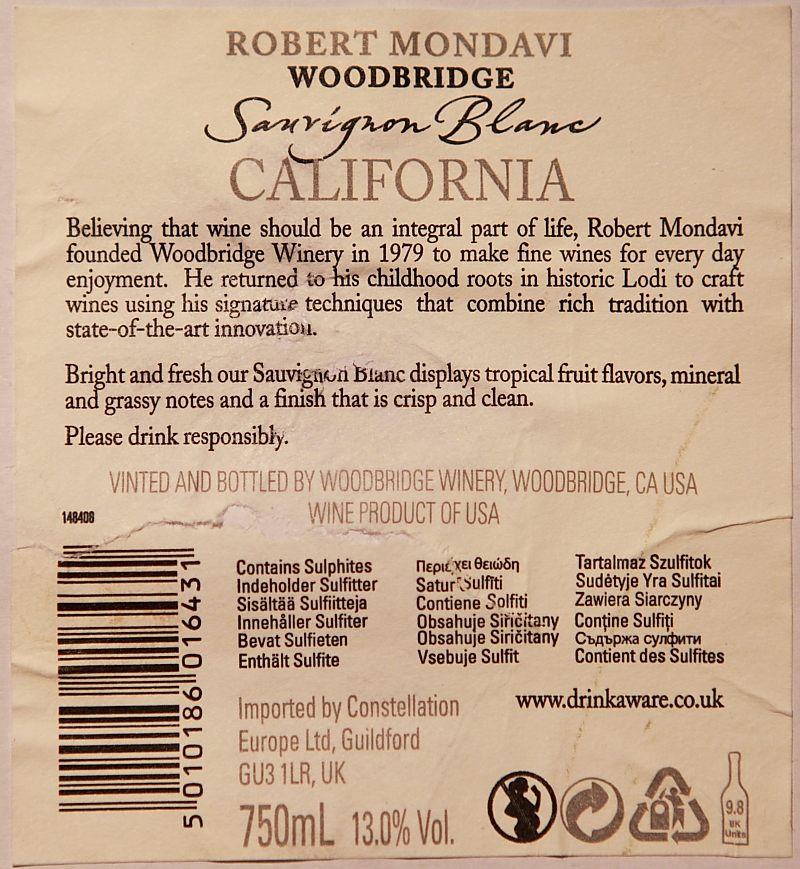 ROBERT MONDAVI
WOODBRIDGE
Sauvignon Blanc
CALIFORNIA
Believing that wine should be an integral part of life, Robert Mondavi
founded Woodbridge Winery in 1979 to make fine wines for every day
enjoyment. He returned to his childhood roots in historic Lodi to craft
wines using his signature techniques that combine rich tradition with
state-of-the-art innovation.
Bright and fresh our Sauvignon Blanc displays tropical fruit flavors, mineral
and grassy notes and a finish that is crisp and clean.
Please drink responsibly.
VINTED AND BOTTLED BY WOODBRIDGE WINERY, WOODBRIDGE, CA USA
WINE PRODUCT OF USA
148406
5 010186 016431
Contains Sulphites
Indeholder Sulfitter
Sisältää Sulfiitteja
Innehåller Sulfiter
Bevat Sulfieten
Enthält Sulfite
Περιέχει θειώδη
Satur Sulfīti
Contiene Solfiti
Obsahuje Siřičitany
Obsahuje Siričitany
Vsebuje Sulfit
Tartalmaz Szulfitok
Sudėtyje Yra Sulfitai
Zawiera Siarczyny
Conţine Sulfiţi
Съдържа сулфити
Contient des Sulfites
www.drinkaware.co.uk
Imported by Constellation
Europe Ltd, Guildford
GU3 1LR, UK
750mL 13.0% Vol.
9.8
UK
Units